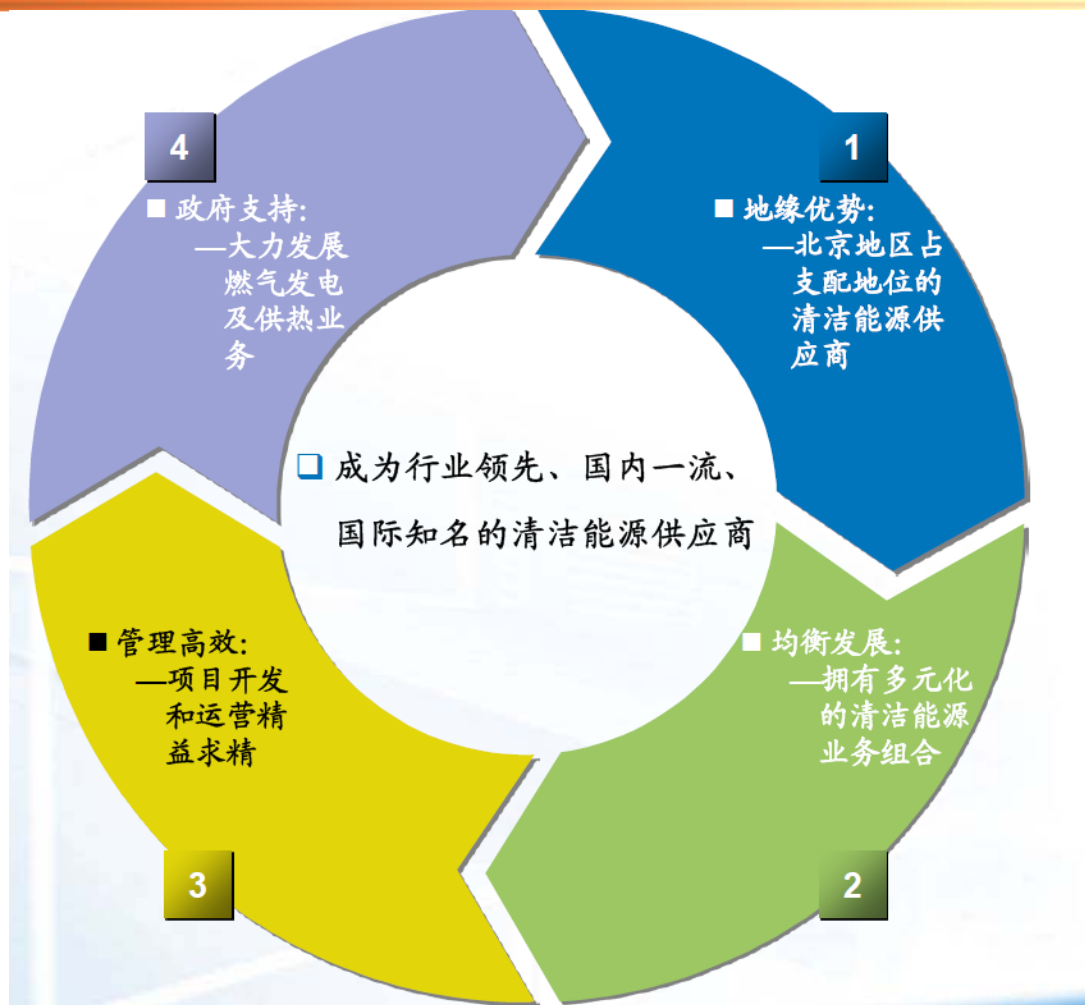 4
■ 政府支持:
—大力发展
燃气发电
及供热业
务
1
■ 地缘优势:
—北京地区占
支配地位的
清洁能源供
应商
❑ 成为行业领先、国内一流、
国际知名的清洁能源供应商
■ 管理高效:
—项目开发
和运营精
益求精
3
■ 均衡发展:
—拥有多元化
的清洁能源
业务组合
2